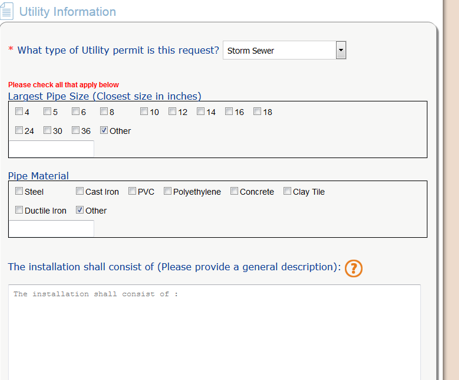 Utility Information
* What type of Utility permit is this request? Storm Sewer
Please check all that apply below
Largest Pipe Size (Closest size in inches)
4 5 6 8 10 12 14 16 18
24 30 36 Other
Pipe Material
Steel Cast Iron PVC Polyethylene Concrete Clay Tile
Ductile Iron Other
The installation shall consist of (Please provide a general description): ?
The installation shall consist of :